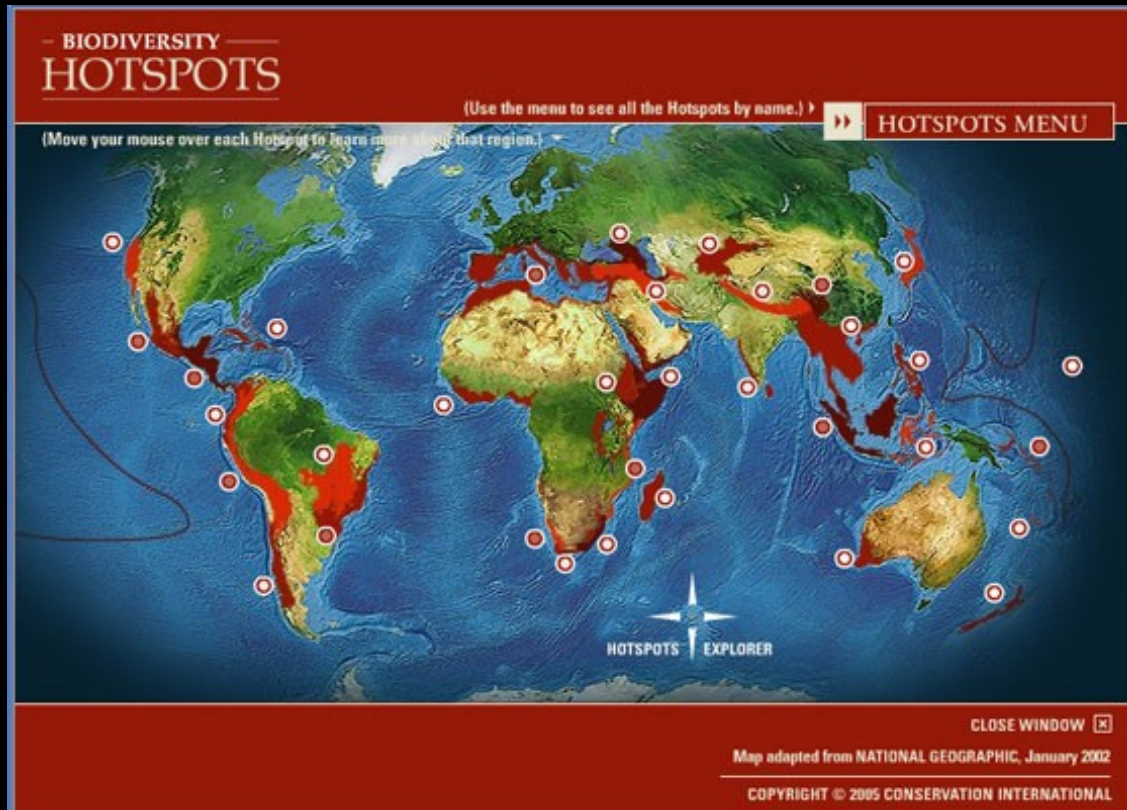 BIODIVERSITY
HOTSPOTS
(Use the menu to see all the Hotspots by name.)
HOTSPOTS MENU
(Move your mouse over each Hotspot to learn more about that region.)
HOTSPOTS EXPLORER
CLOSE WINDOW
Map adapted from NATIONAL GEOGRAPHIC, January 2002
COPYRIGHT © 2005 CONSERVATION INTERNATIONAL